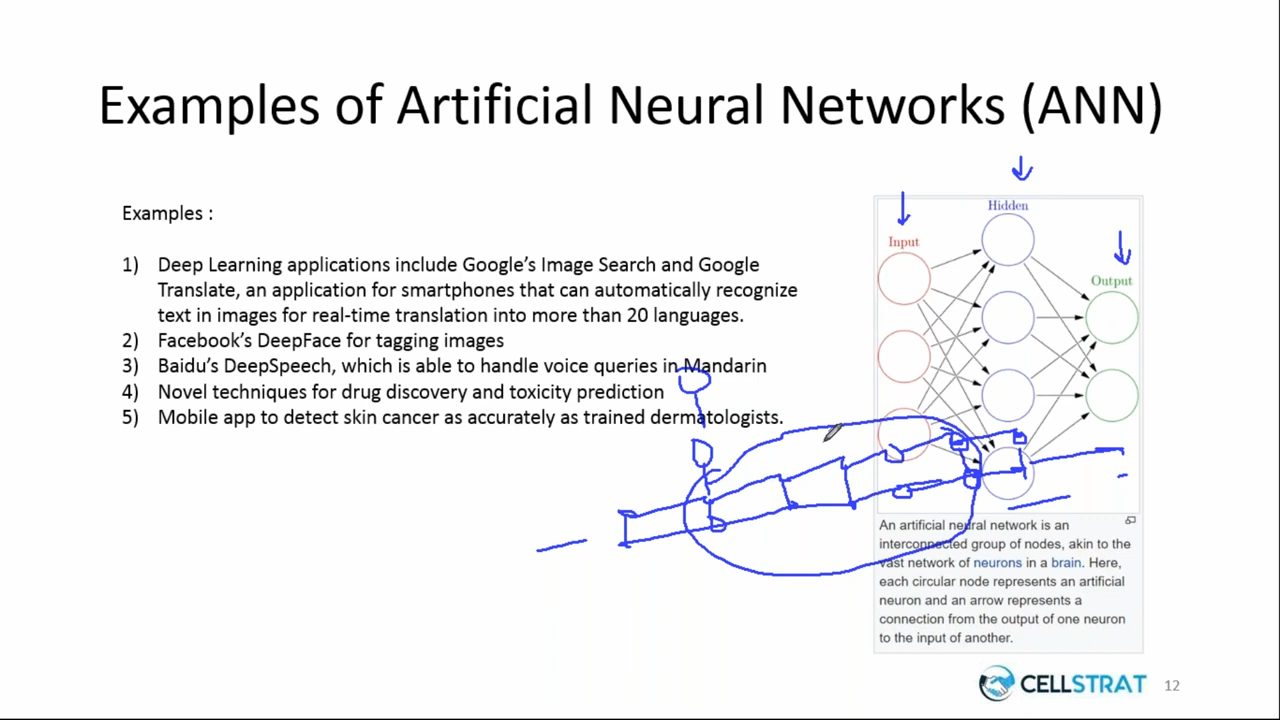 Examples of Artificial Neural Networks (ANN)
Examples :
1) Deep Learning applications include Google's Image Search and Google
Translate, an application for smartphones that can automatically recognize
text in images for real-time translation into more than 20 languages.
2) Facebook's DeepFace for tagging images
3) Baidu's DeepSpeech, which is able to handle voice queries in Mandarin
4) Novel techniques for drug discovery and toxicity prediction
5) Mobile app to detect skin cancer as accurately as trained dermatologists.
Hidden
Input
Output
An artificial neural network is an
interconnected group of nodes, akin to the
vast network of neurons in a brain. Here,
each circular node represents an artificial
neuron and an arrow represents a
connection from the output of one neuron
to the input of another.
CELLSTRAT
12